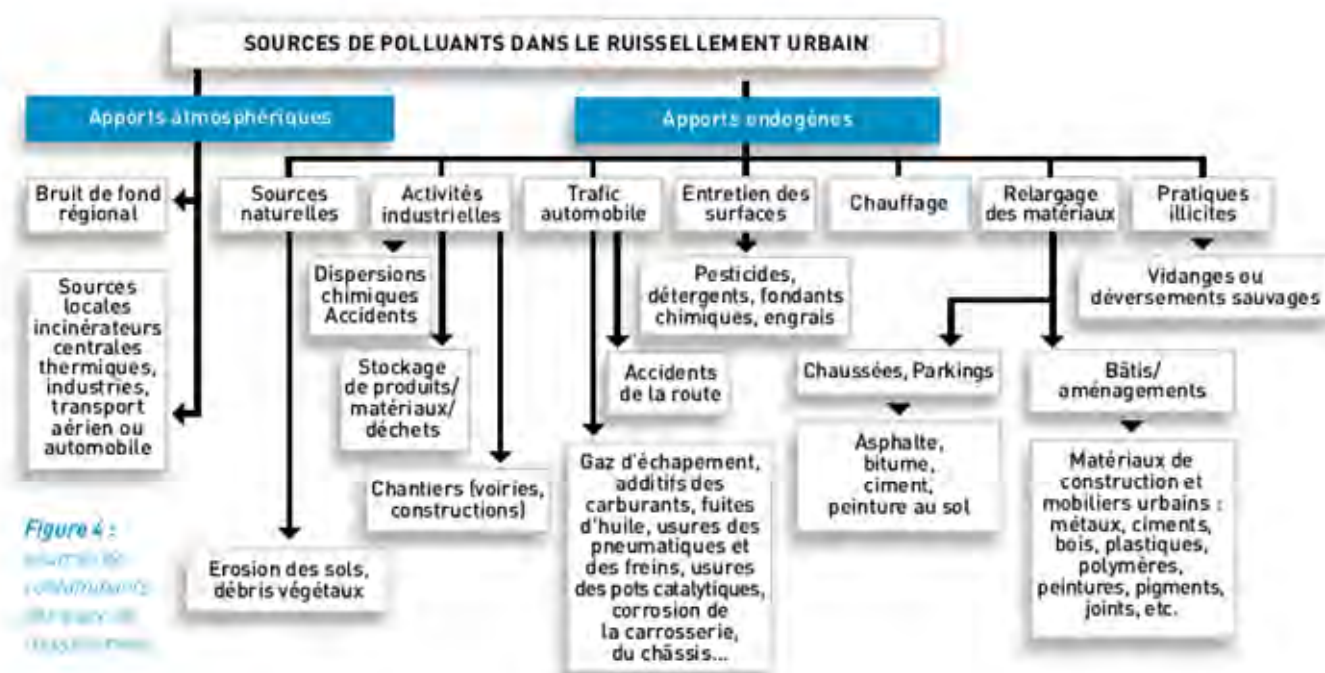 SOURCES DE POLLUANTS DANS LE RUISSELLEMENT URBAIN
Apports atmosphériques
Apports endogènes
Bruit de fond
régional
Sources
naturelles
Activités
industrielles
Trafic
automobile
Entretien des
surfaces
Chauffage
Relargage
des matériaux
Pratiques
illicites
Sources
locales
incinérateurs
centrales
thermiques,
industries,
transport
aérien ou
automobile
Dispersions
chimiques
Accidents
Pesticides,
détergents, fondants
chimiques, engrais
Vidanges ou
déversements sauvages
Stockage
de produits/
matériaux/
déchets
Accidents
de la route
Chaussées, Parkings
Bâtis/
aménagements
Chantiers (voiries,
constructions)
Gaz d'échapement,
additifs des
carburants, fuites
d'huile, usures des
pneumatiques et
des freins, usures
des pots catalytiques,
corrosion de
la carrosserie,
du châssis...
Asphalte,
bitume,
ciment,
peinture au sol
Matériaux de
construction et
mobiliers urbains :
métaux, ciments,
bois, plastiques,
polymères,
peintures, pigments,
joints, etc.
Erosion des sols,
débris végétaux
Figure 4 :